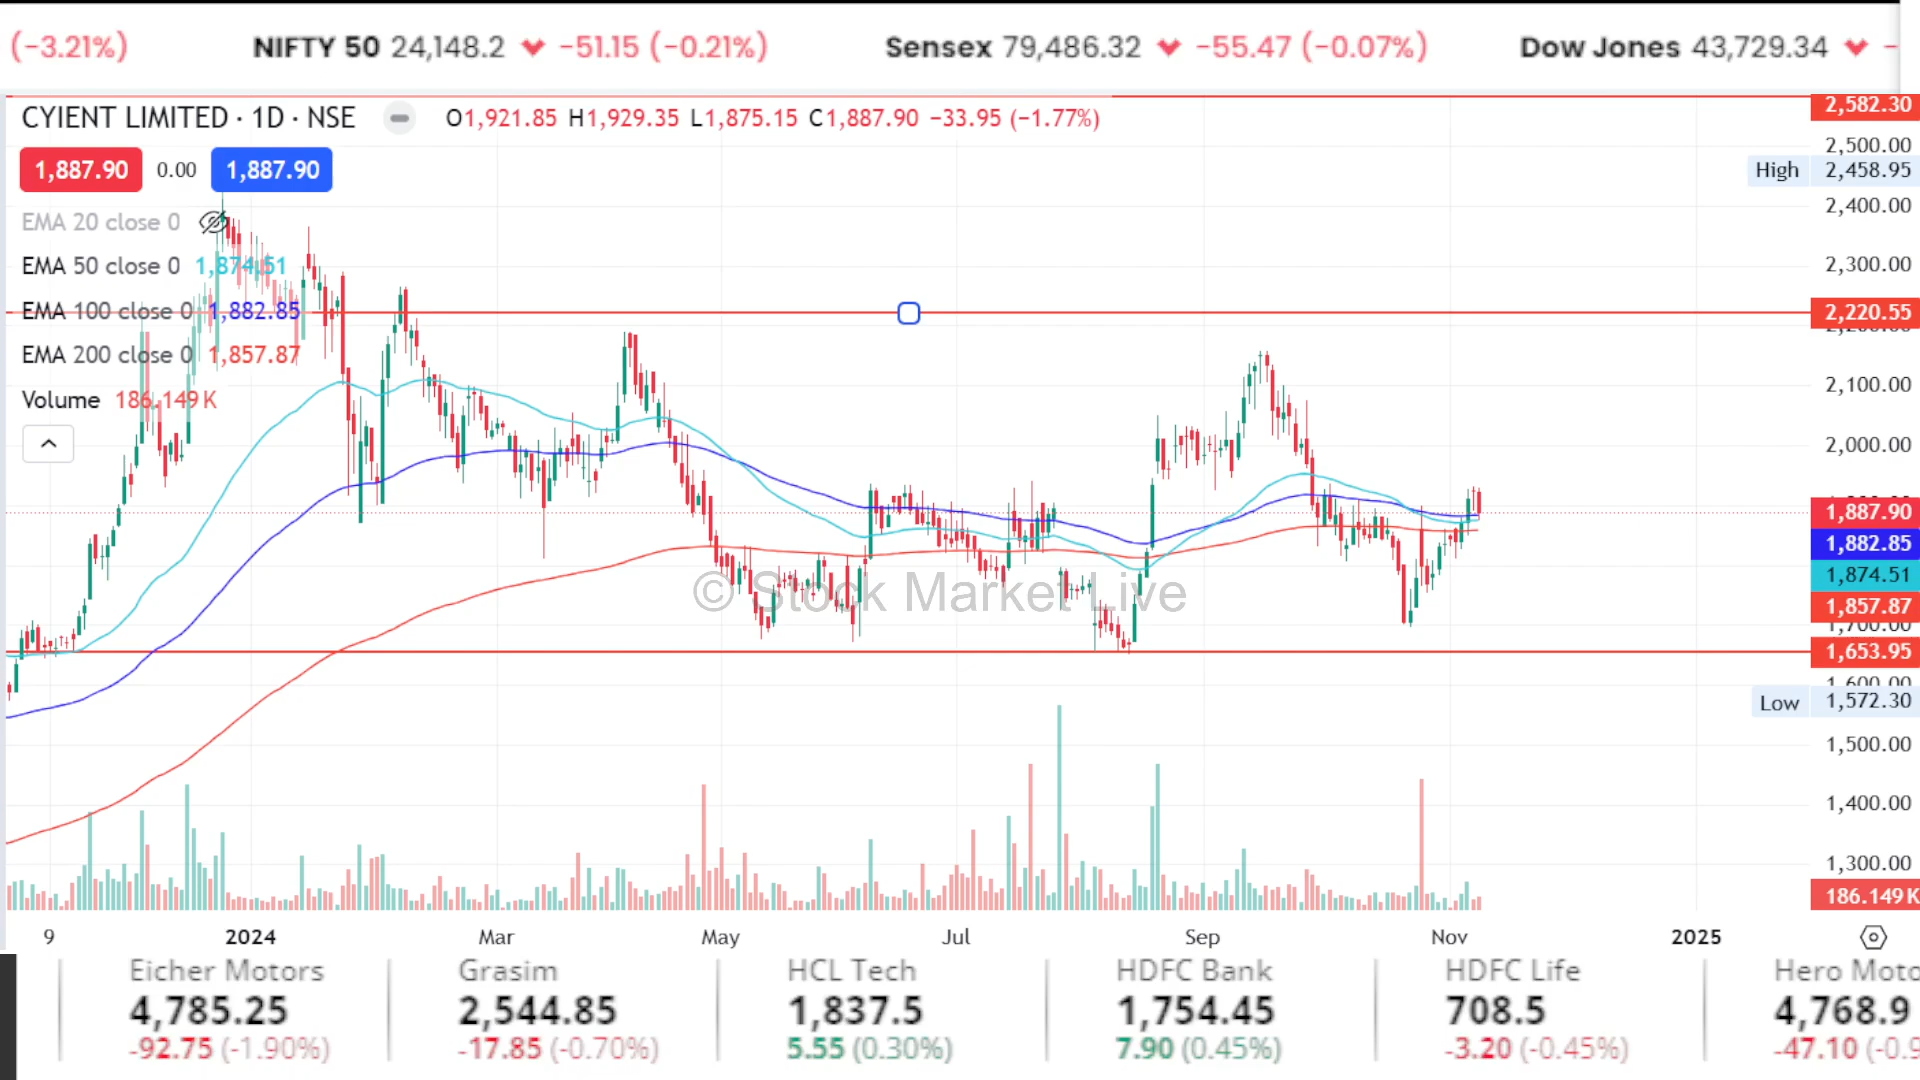 (−3.21%) NIFTY 50 24,148.2 −51.15 (−0.21%) Sensex 79,486.32 −55.47 (−0.07%) Dow Jones 43,729.34 −
CYIENT LIMITED · 1D · NSE O1,921.85 H1,929.35 L1,875.15 C1,887.90 −33.95 (−1.77%)
2,582.30
2,500.00
1,887.90 0.00 1,887.90
High 2,458.95
2,400.00
EMA 20 close 0
EMA 50 close 0 1,874.51
2,300.00
EMA 100 close 0 1,882.85
2,220.55
EMA 200 close 0 1,857.87
2,100.00
Volume 186.149 K
2,000.00
1,887.90
1,882.85
1,874.51
© Stock Market Live
1,857.87
1,700.00
1,653.95
1,600.00
Low 1,572.30
1,500.00
1,400.00
1,300.00
186.149 K
9 2024 Mar May Jul Sep Nov 2025
Eicher Motors Grasim HCL Tech HDFC Bank HDFC Life Hero Moto
4,785.25 2,544.85 1,837.5 1,754.45 708.5 4,768.9
-92.75 (-1.90%) -17.85 (-0.70%) 5.55 (0.30%) 7.90 (0.45%) -3.20 (-0.45%) -47.10 (-0.9